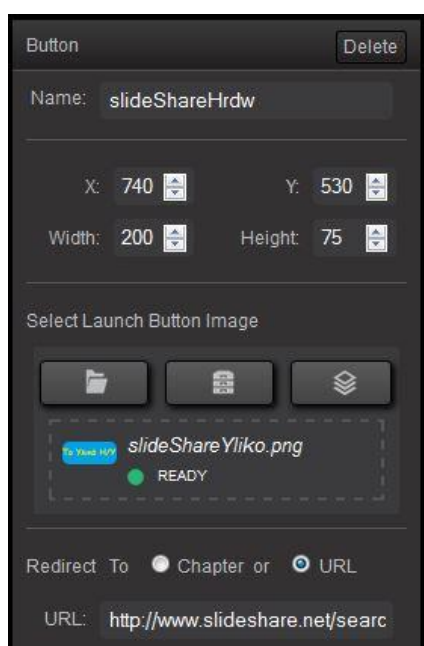 Button Delete
Name: slideShareHrdw
X: 740 Y: 530
Width: 200 Height: 75
Select Launch Button Image
slideShareYliko.png
READY
Redirect To Chapter or URL
URL: http://www.slideshare.net/searc